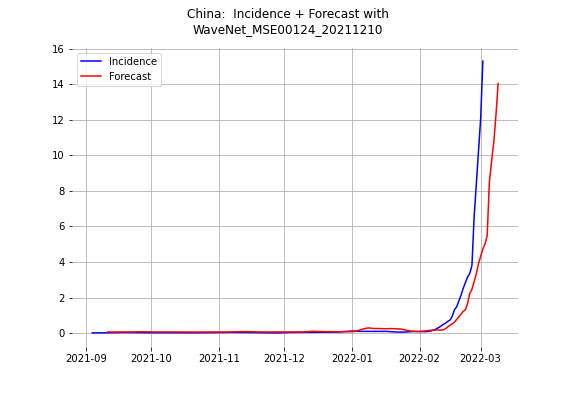 China:  Incidence + Forecast with
WaveNet_MSE00124_20211210
16
Incidence
Forecast
14
12
10
8
6
4
2
0
2021-09 2021-10 2021-11 2021-12 2022-01 2022-02 2022-03